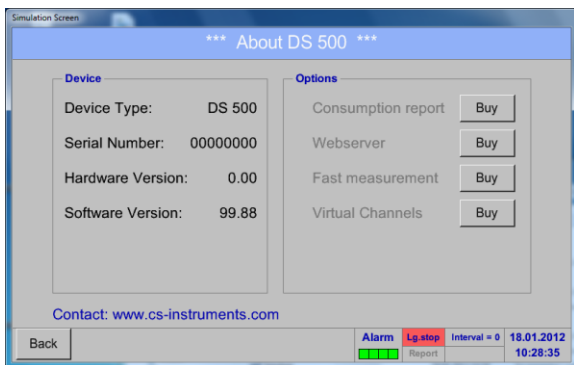 Simulation Screen
*** About DS 500 ***
Device
Device Type: DS 500
Serial Number: 00000000
Hardware Version: 0.00
Software Version: 99.88
Options
Consumption report Buy
Webserver Buy
Fast measurement Buy
Virtual Channels Buy
Contact: www.cs-instruments.com
Back
Alarm Lg.stop Interval = 0 18.01.2012
Report 10:28:35